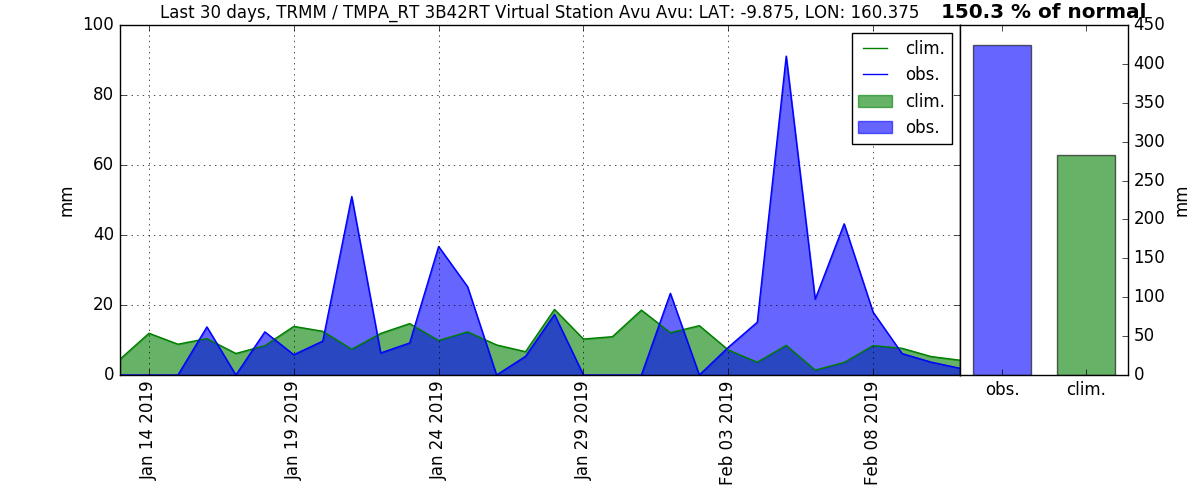 Last 30 days, TRMM / TMPA_RT 3B42RT Virtual Station Avu Avu: LAT: -9.875, LON: 160.375
150.3 % of normal
100
80
60
40
20
0
mm
clim.
obs.
clim.
obs.
Jan 14 2019
Jan 19 2019
Jan 24 2019
Jan 29 2019
Feb 03 2019
Feb 08 2019
450
400
350
300
250
200
150
100
50
0
mm
obs.
clim.